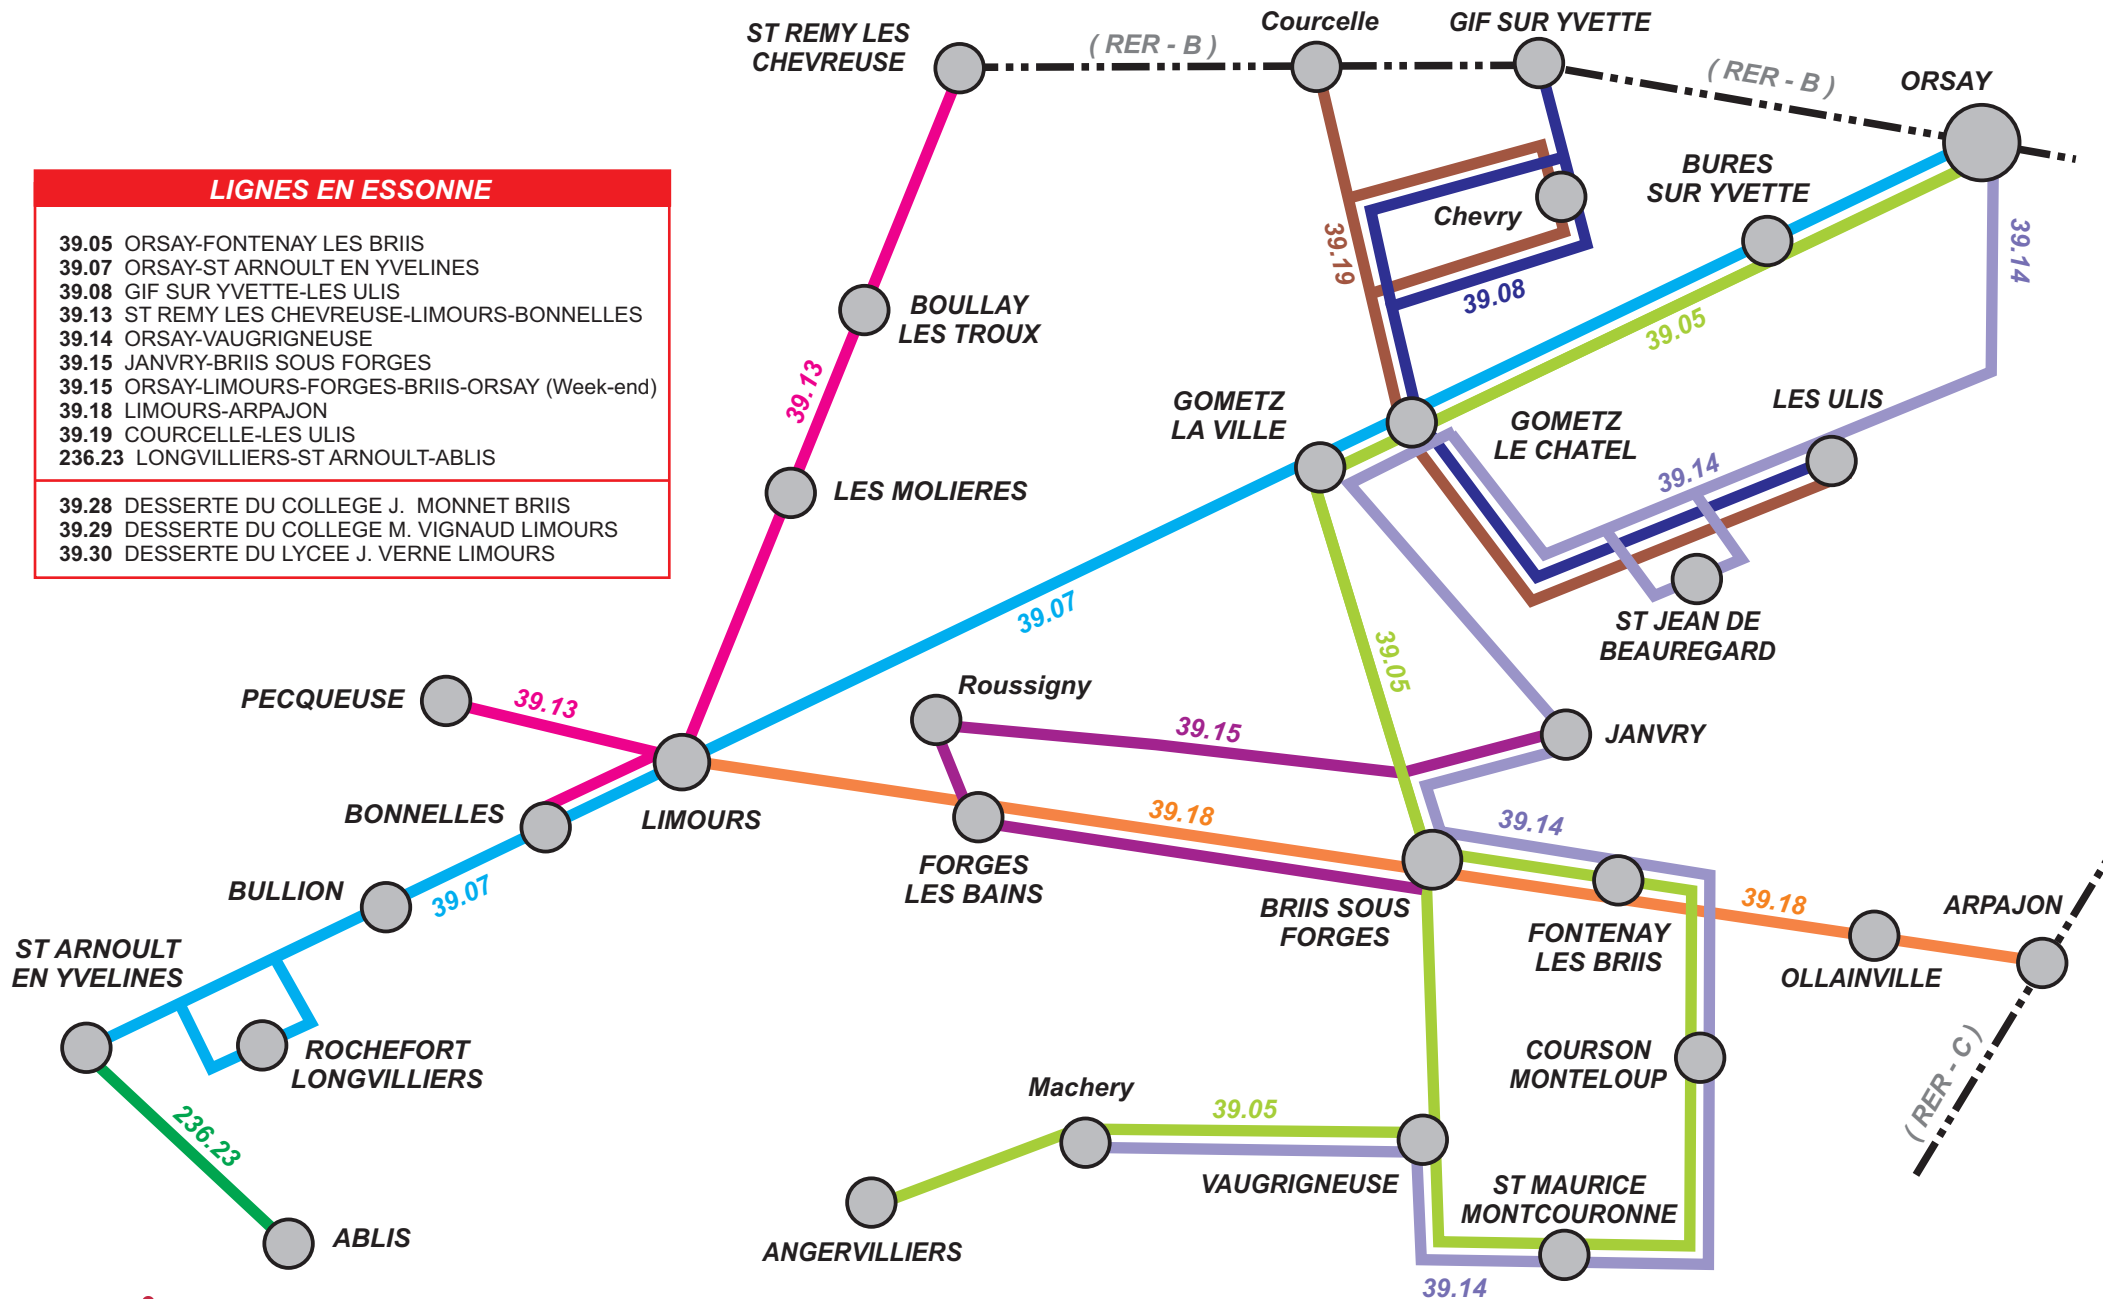 ST REMY LES
CHEVREUSE
( RER - B )
Courcelle
GIF SUR YVETTE
( RER - B )
ORSAY
BURES
SUR YVETTE
Chevry
39.19
39.08
39.05
39.14
LIGNES EN ESSONNE
39.05 ORSAY-FONTENAY LES BRIIS
39.07 ORSAY-ST ARNOULT EN YVELINES
39.08 GIF SUR YVETTE-LES ULIS
39.13 ST REMY LES CHEVREUSE-LIMOURS-BONNELLES
39.14 ORSAY-VAUGRIGNEUSE
39.15 JANVRY-BRIIS SOUS FORGES
39.15 ORSAY-LIMOURS-FORGES-BRIIS-ORSAY (Week-end)
39.18 LIMOURS-ARPAJON
39.19 COURCELLE-LES ULIS
236.23 LONGVILLIERS-ST ARNOULT-ABLIS
39.28 DESSERTE DU COLLEGE J. MONNET BRIIS
39.29 DESSERTE DU COLLEGE M. VIGNAUD LIMOURS
39.30 DESSERTE DU LYCEE J. VERNE LIMOURS
BOULLAY
LES TROUX
39.13
LES MOLIERES
GOMETZ
LA VILLE
GOMETZ
LE CHATEL
LES ULIS
39.14
ST JEAN DE
BEAUREGARD
39.07
39.05
PECQUEUSE
39.13
Roussigny
39.15
JANVRY
BONNELLES
LIMOURS
39.18
39.14
FORGES
LES BAINS
BRIIS SOUS
FORGES
FONTENAY
LES BRIIS
39.18
ARPAJON
OLLAINVILLE
BULLION
39.07
ST ARNOULT
EN YVELINES
ROCHEFORT
LONGVILLIERS
COURSON
MONTELOUP
( RER - C )
Machery
39.05
236.23
VAUGRIGNEUSE
ST MAURICE
MONTCOURONNE
ABLIS
ANGERVILLIERS
39.14